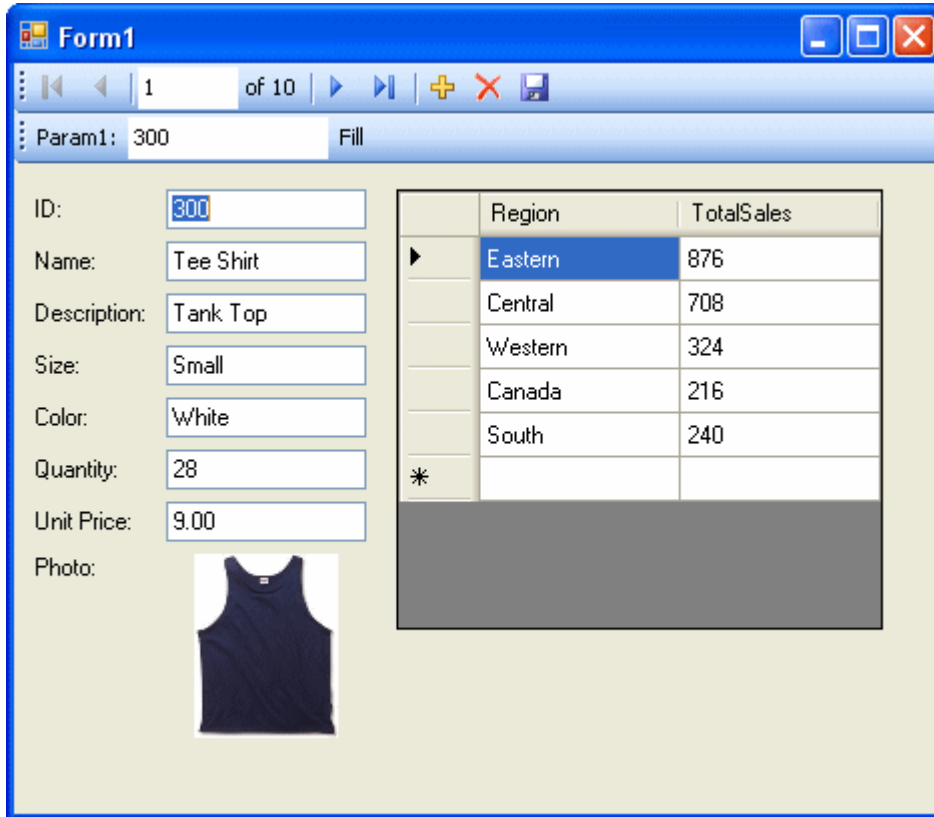 Form1
1 of 10
Param1: 300 Fill
ID: 300
Name: Tee Shirt
Description: Tank Top
Size: Small
Color: White
Quantity: 28
Unit Price: 9.00
Photo:
Region TotalSales
Eastern 876
Central 708
Western 324
Canada 216
South 240